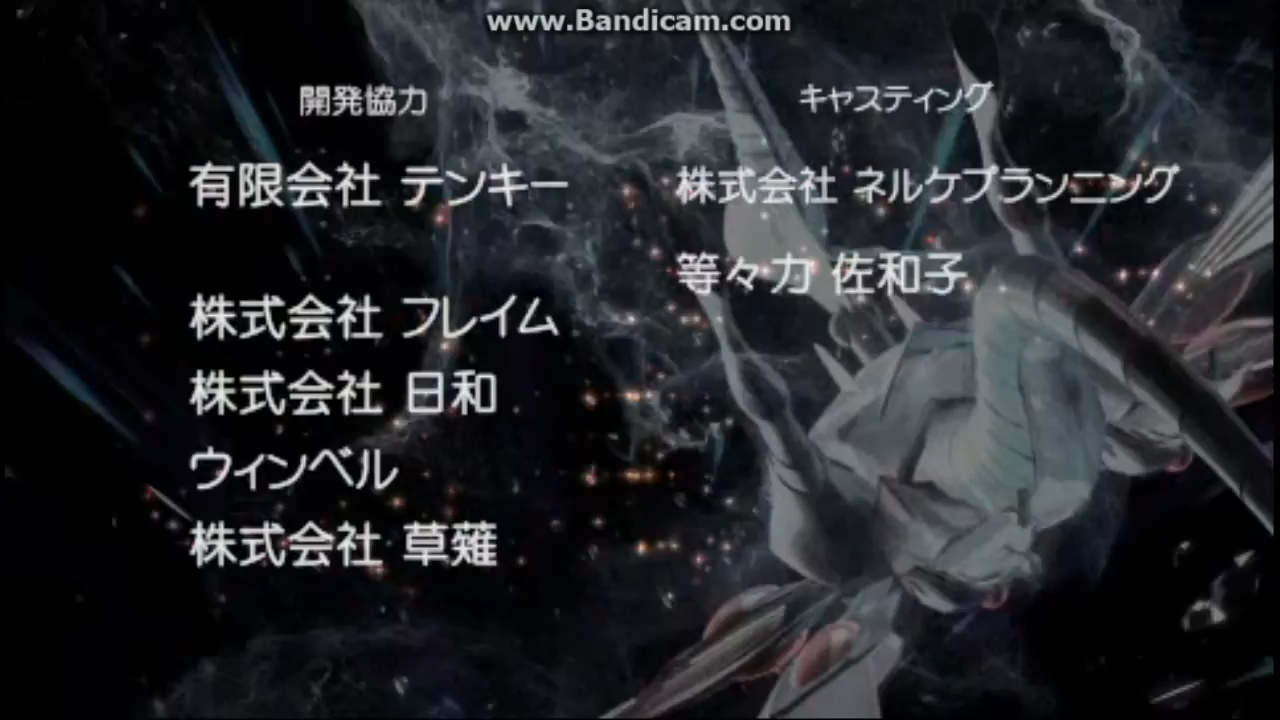 www.Bandicam.com
開発協力
有限会社 テンキー
株式会社 フレイム
株式会社 日和
ウィンベル
株式会社 草薙
キャスティング
株式会社 ネルケプランニング
等々力 佐和子